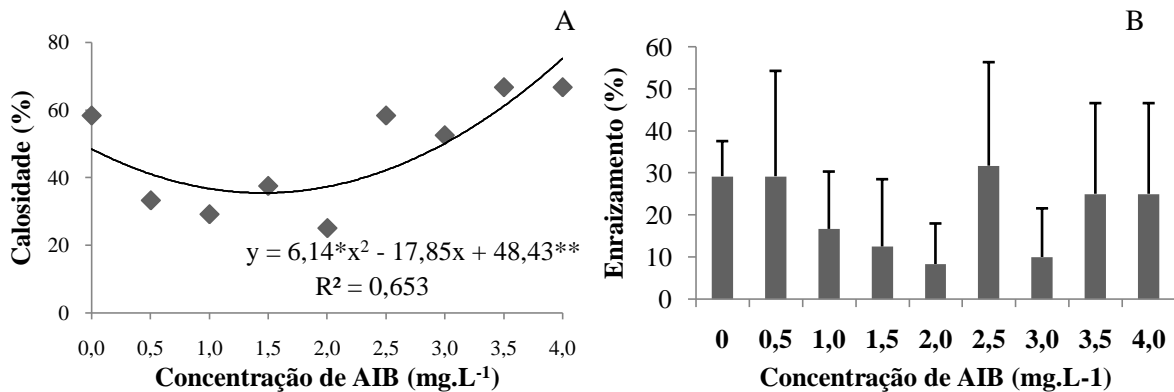 A
Calosidade (%)
80
60
40
20
0
y = 6,14*x² - 17,85x + 48,43**
R² = 0,653
0,0 0,5 1,0 1,5 2,0 2,5 3,0 3,5 4,0
Concentração de AIB (mg.L⁻¹)
B
Enraizamento (%)
60
50
40
30
20
10
0
0 0,5 1,0 1,5 2,0 2,5 3,0 3,5 4,0
Concentração de AIB (mg.L-1)